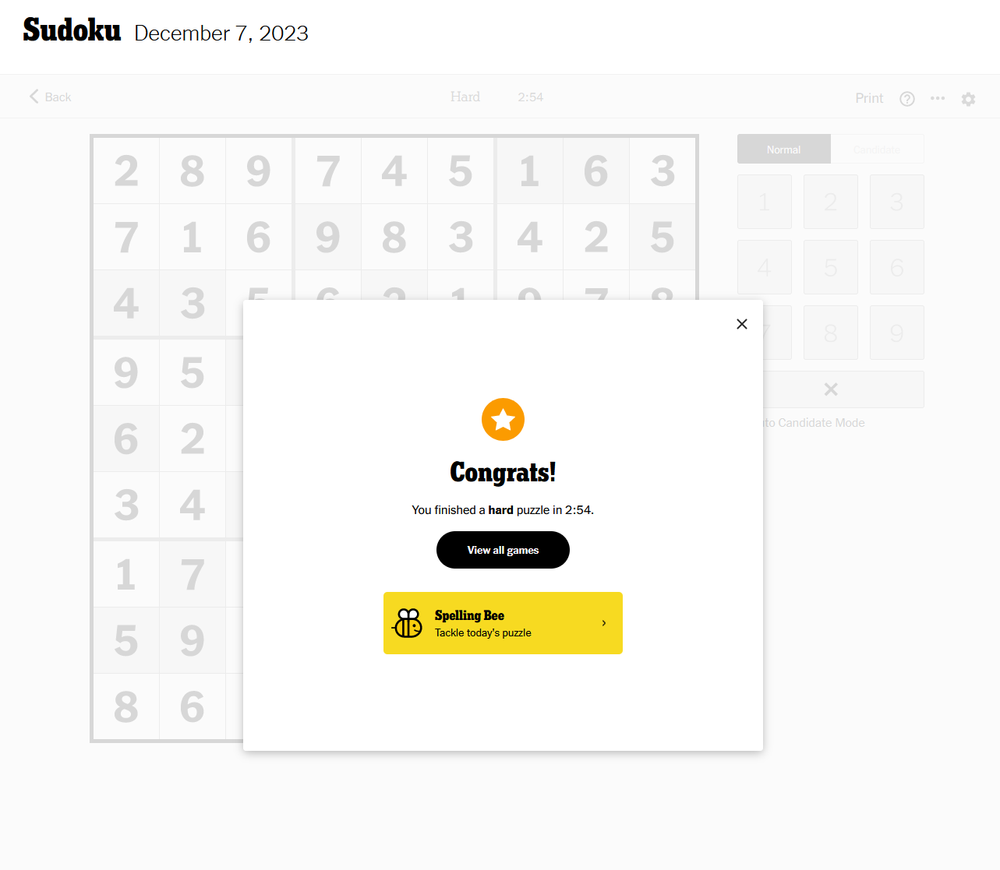 Sudoku December 7, 2023
Back Hard 2:54 Print
2 8 9 7 4 5 1 6 3
7 1 6 9 8 3 4 2 5
4 3 5 6 2 1 9 7 8
9 5
6 2
3 4
1 7
5 9
8 6
Normal Candidate
1 2 3
4 5 6
7 8 9
to Candidate Mode
Congrats!
You finished a hard puzzle in 2:54.
View all games
Spelling Bee
Tackle today's puzzle